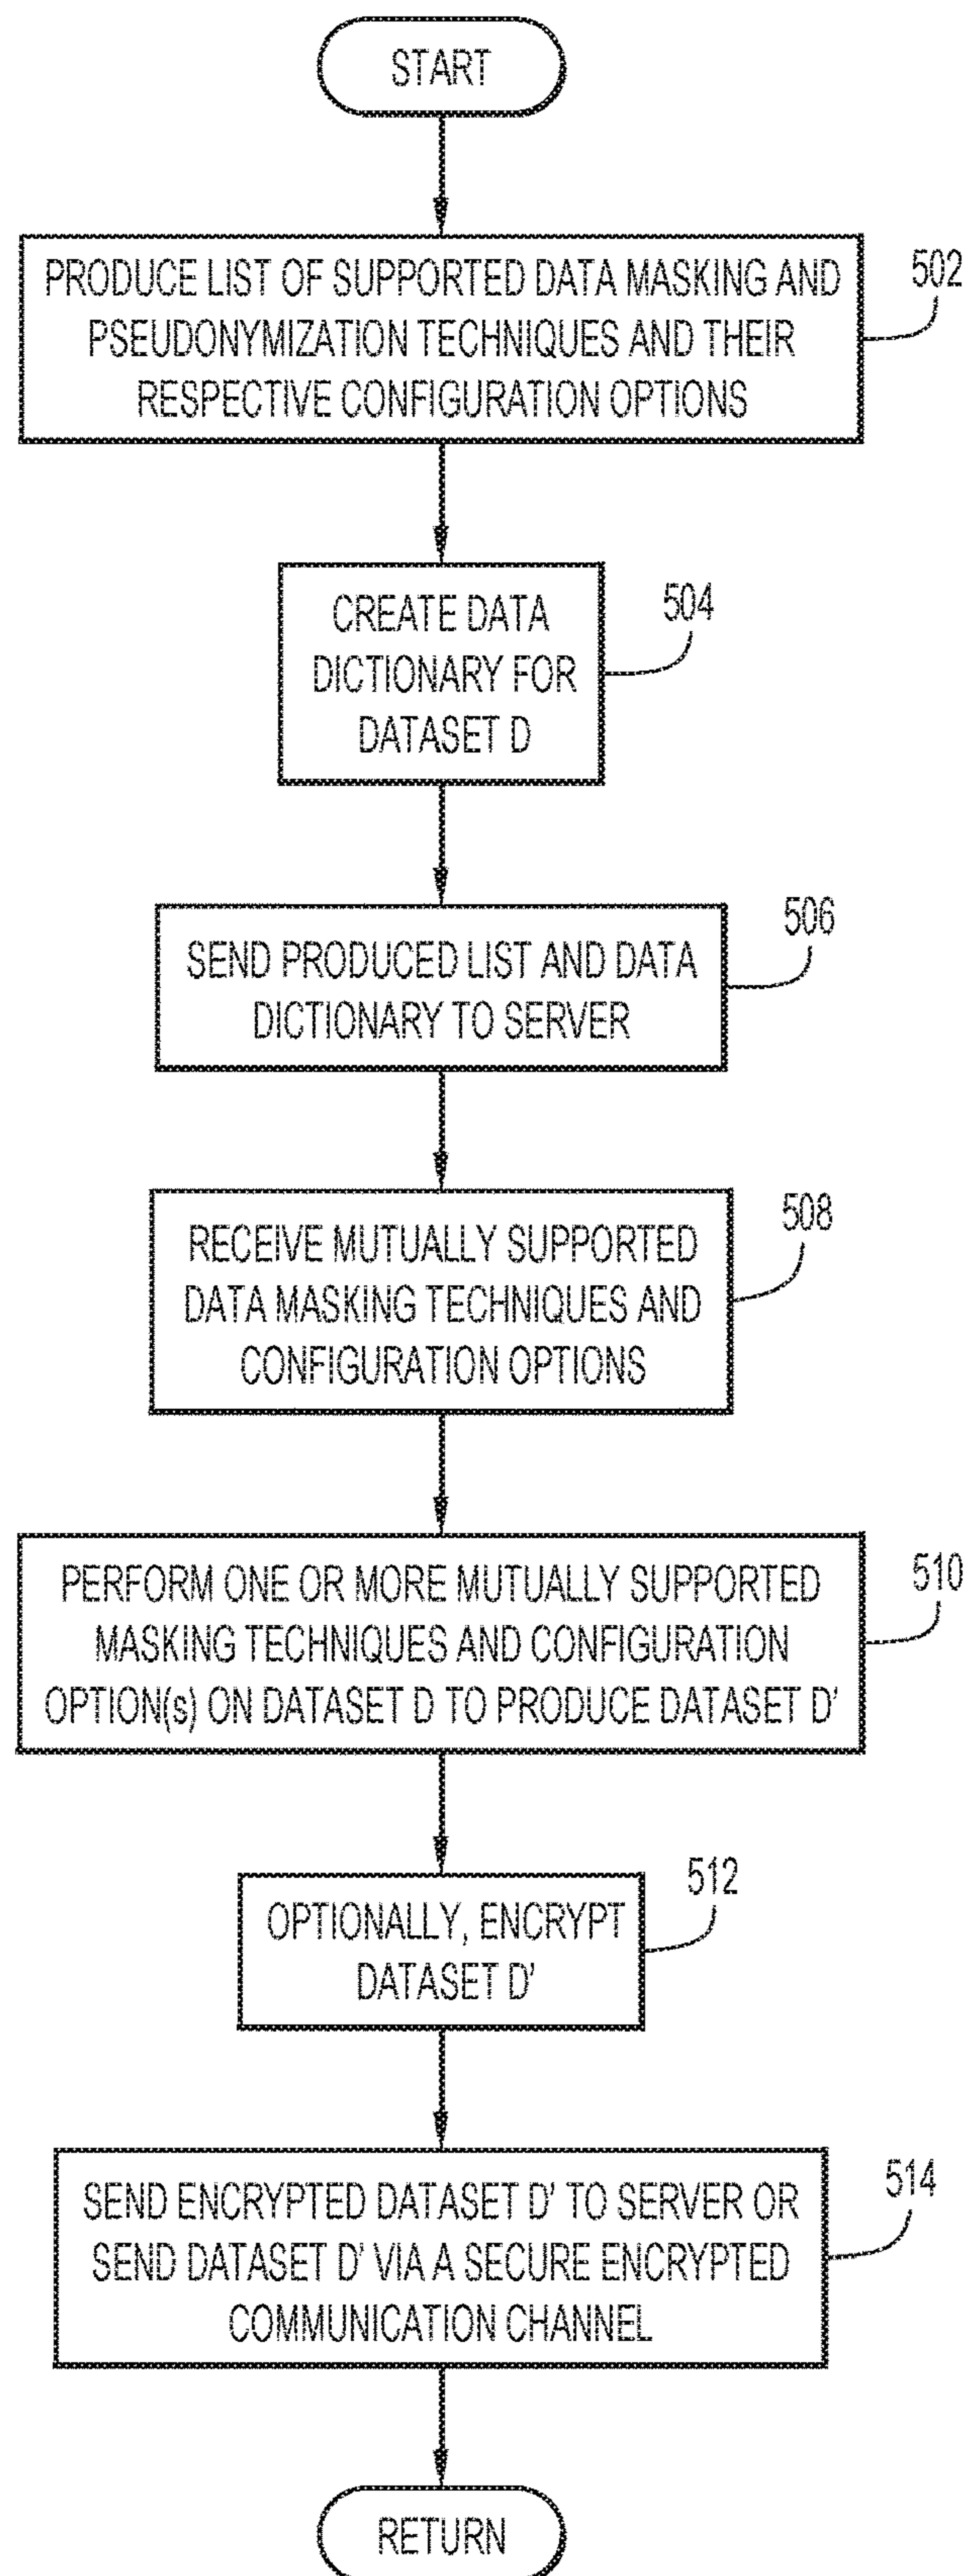 START
PRODUCE LIST OF SUPPORTED DATA MASKING AND
PSEUDONYMIZATION TECHNIQUES AND THEIR
RESPECTIVE CONFIGURATION OPTIONS
502
CREATE DATA
DICTIONARY FOR
DATASET D
504
SEND PRODUCED LIST AND DATA
DICTIONARY TO SERVER
506
RECEIVE MUTUALLY SUPPORTED
DATA MASKING TECHNIQUES AND
CONFIGURATION OPTIONS
508
PERFORM ONE OR MORE MUTUALLY SUPPORTED
MASKING TECHNIQUES AND CONFIGURATION
OPTION(s) ON DATASET D TO PRODUCE DATASET D'
510
OPTIONALLY, ENCRYPT
DATASET D'
512
SEND ENCRYPTED DATASET D' TO SERVER OR
SEND DATASET D' VIA A SECURE ENCRYPTED
COMMUNICATION CHANNEL
514
RETURN